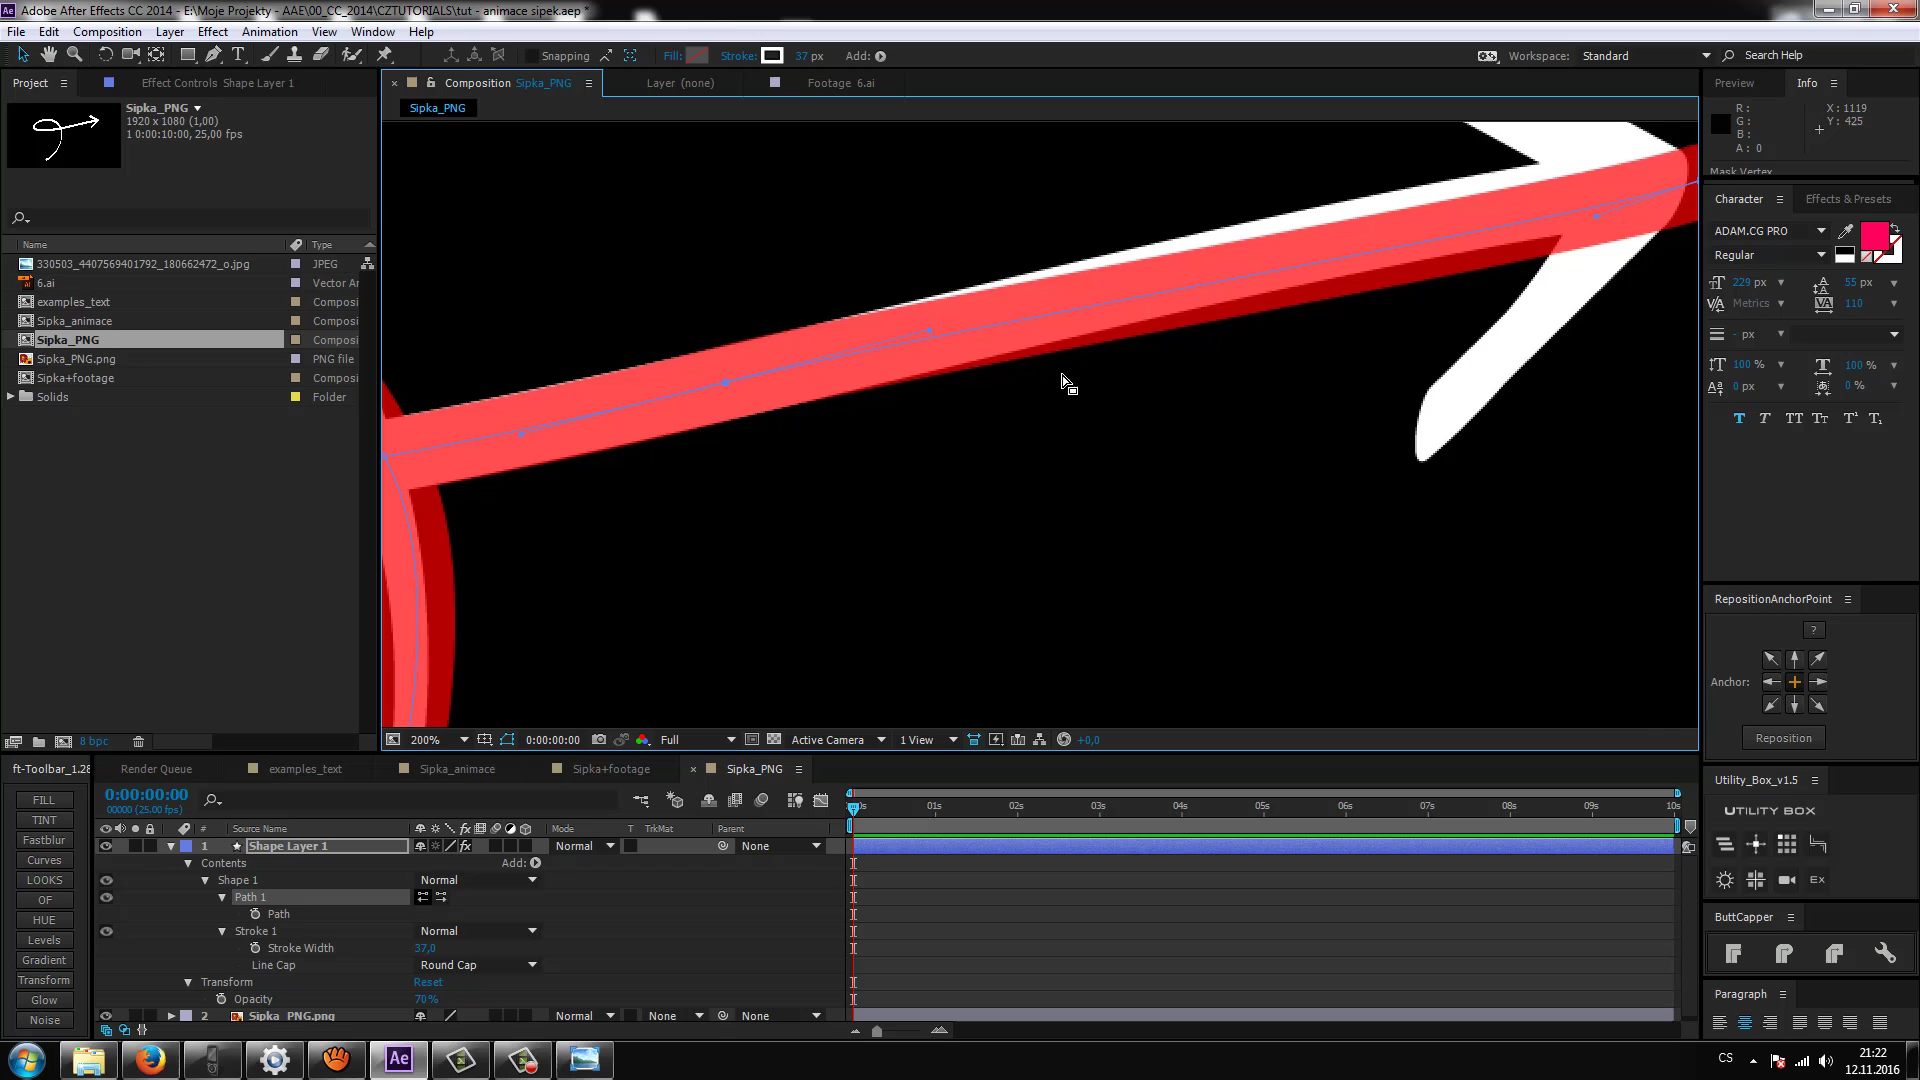 Adobe After Effects CC 2014 - E:\Moje Projekty - AAE\00_CC_2014\CZTUTORIALS\tut - animace sipek.aep *
File Edit Composition Layer Effect Animation View Window Help
Snapping Fill: Stroke: 37 px Add: Workspace: Standard Search Help
Project Effect Controls Shape Layer 1 Composition Sipka_PNG Layer (none) Footage 6.ai Preview Info
Sipka_PNG
1920 x 1080 (1,00)
1 0:00:10:00, 25,00 fps
Sipka_PNG
R: X: 1119
G: Y: 425
B:
A: 0
Mask Vertex
Name Type
330503_4407569401792_180662472_o.jpg JPEG
6.ai Vector Ar
examples_text Composi
Sipka_animace Composi
Sipka_PNG Composi
Sipka_PNG.png PNG file
Sipka+footage Composi
Solids Folder
Character Effects & Presets
ADAM.CG PRO
Regular
229 px 55 px
Metrics 110
- px
100 % 100 %
0 px 0 %
T T TT Tt T¹ T₁
RepositionAnchorPoint
?
Anchor:
Reposition
8 bpc
200% 0:00:00:00 Full Active Camera 1 View +0,0
ft-Toolbar_1.28 Render Queue examples_text Sipka_animace Sipka+footage Sipka_PNG
FILL
TINT
Fastblur
Curves
LOOKS
OF
HUE
Levels
Gradient
Transform
Glow
Noise
0:00:00:00
00000 (25.00 fps)
# Source Name Mode T TrkMat Parent
1 Shape Layer 1 Normal None
Contents Add:
Shape 1 Normal
Path 1
Path
Stroke 1 Normal
Stroke Width 37,0
Line Cap Round Cap
Transform Reset
Opacity 70%
2 Sipka_PNG.png Normal None None
01s 02s 03s 04s 05s 06s 07s 08s 09s 10s
Utility_Box_v1.5
UTILITY BOX
EX
ButtCapper
Paragraph
Ae
CS
21:22
12.11.2016